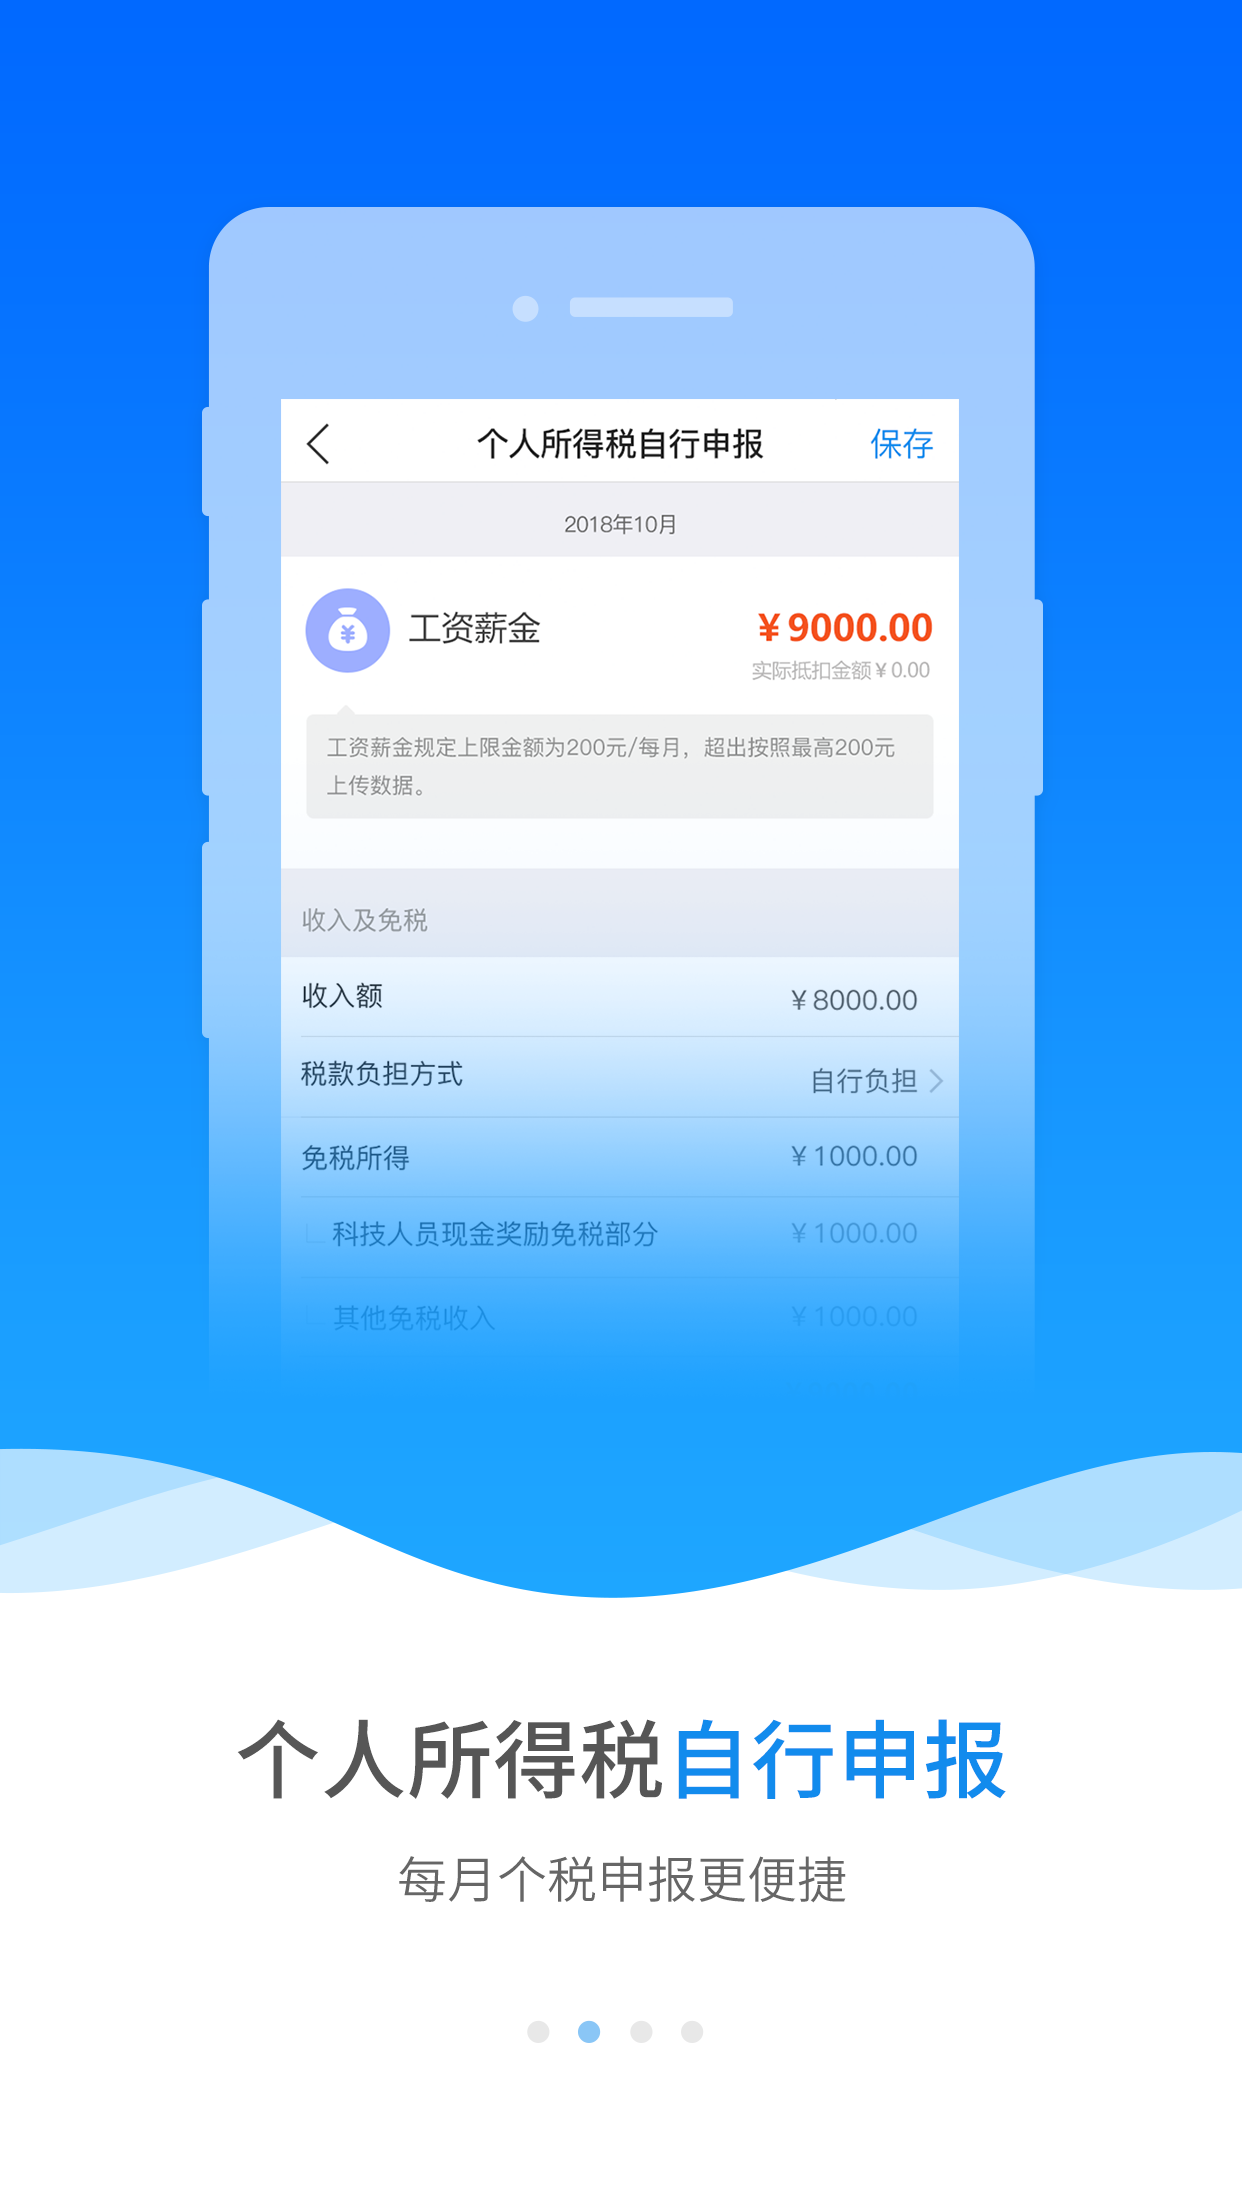 个人所得税自行申报
保存
2018年10月
工资薪金
¥9000.00
实际抵扣金额¥0.00
工资薪金规定上限金额为200元/每月，超出按照最高200元
上传数据。
收入及免税
收入额
¥8000.00
税款负担方式
自行负担
免税所得
¥1000.00
科技人员现金奖励免税部分
¥1000.00
其他免税收入
¥1000.00
个人所得税自行申报
每月个税申报更便捷